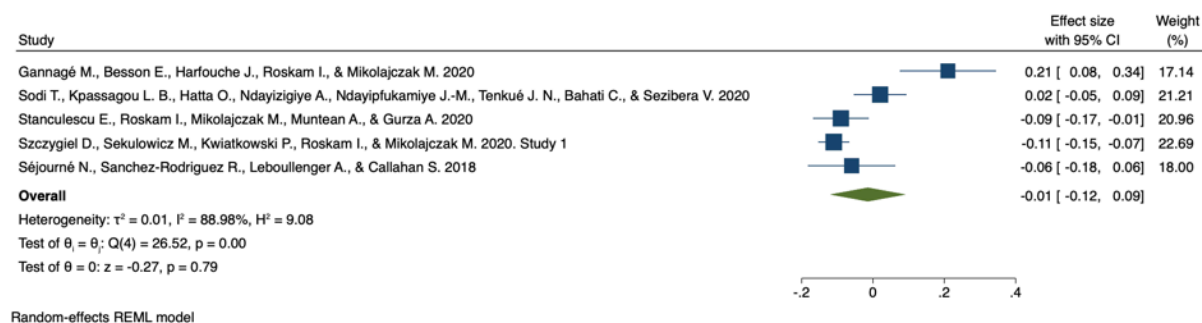 Effect size Weight
Study with 95% CI (%)
Gannagé M., Besson E., Harfouche J., Roskam I., & Mikolajczak M. 2020 0.21 [ 0.08, 0.34] 17.14
Sodi T., Kpassagou L. B., Hatta O., Ndayizigiye A., Ndayipfukamiye J.-M., Tenkué J. N., Bahati C., & Sezibera V. 2020 0.02 [ -0.05, 0.09] 21.21
Stanculescu E., Roskam I., Mikolajczak M., Muntean A., & Gurza A. 2020 -0.09 [ -0.17, -0.01] 20.96
Szczygiel D., Sekulowicz M., Kwiatkowski P., Roskam I., & Mikolajczak M. 2020. Study 1 -0.11 [ -0.15, -0.07] 22.69
Séjourné N., Sanchez-Rodriguez R., Leboullenger A., & Callahan S. 2018 -0.06 [ -0.18, 0.06] 18.00
Overall -0.01 [ -0.12, 0.09]
Heterogeneity: τ² = 0.01, I² = 88.98%, H² = 9.08
Test of θᵢ = θⱼ: Q(4) = 26.52, p = 0.00
Test of θ = 0: z = -0.27, p = 0.79
-.2 0 .2 .4
Random-effects REML model